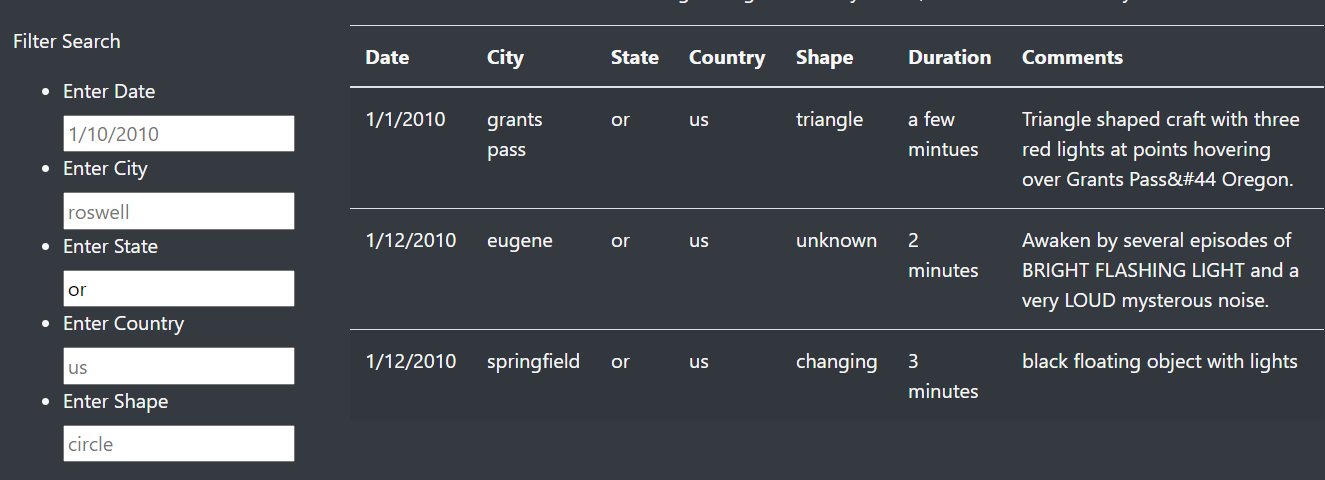 Filter Search
Enter Date
1/10/2010
Enter City
roswell
Enter State
or
Enter Country
us
Enter Shape
circle
Date City State Country Shape Duration Comments
1/1/2010 grants or us triangle a few Triangle shaped craft with three
pass mintues red lights at points hovering
over Grants Pass&#44 Oregon.
1/12/2010 eugene or us unknown 2 Awaken by several episodes of
minutes BRIGHT FLASHING LIGHT and a
very LOUD mysterous noise.
1/12/2010 springfield or us changing 3 black floating object with lights
minutes